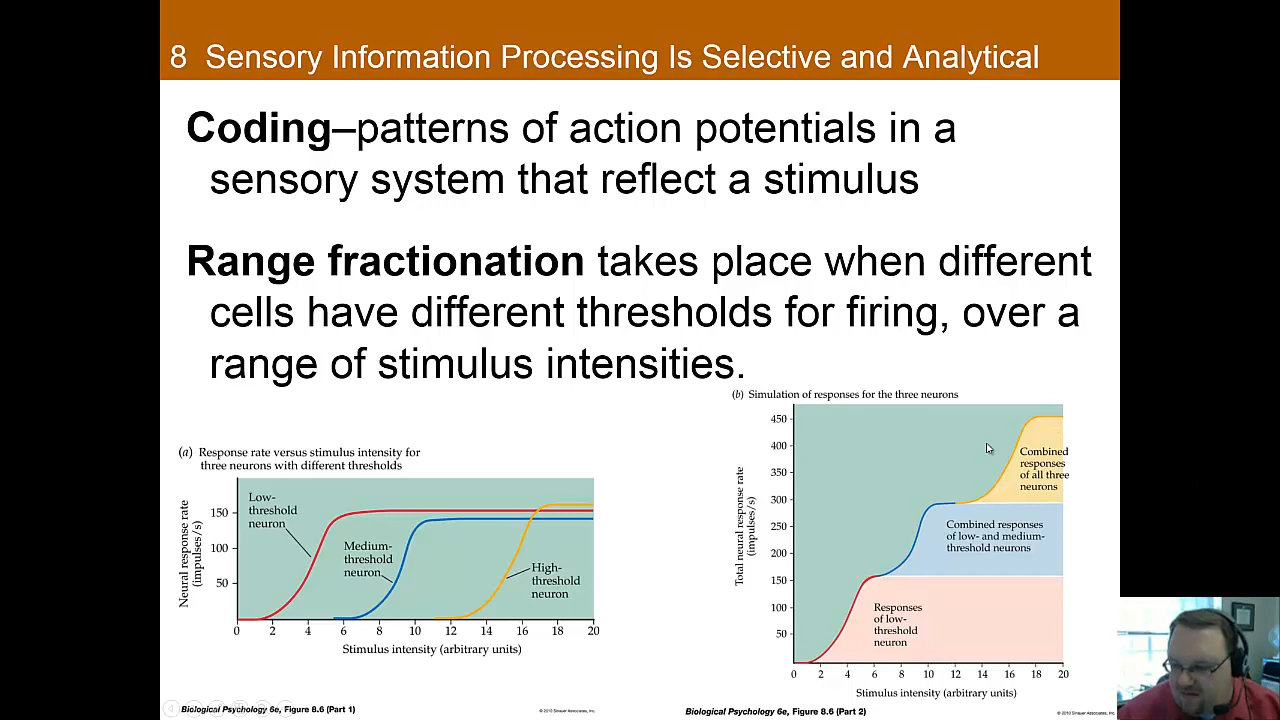 8 Sensory Information Processing Is Selective and Analytical
Coding–patterns of action potentials in a
sensory system that reflect a stimulus
Range fractionation takes place when different
cells have different thresholds for firing, over a
range of stimulus intensities.
(a) Response rate versus stimulus intensity for
three neurons with different thresholds
Neural response rate
(impulses/s)
150
100
50
Low-
threshold
neuron
Medium-
threshold
neuron
High-
threshold
neuron
0 2 4 6 8 10 12 14 16 18 20
Stimulus intensity (arbitrary units)
Biological Psychology 6e, Figure 8.6 (Part 1)
© 2010 Sinauer Associates, Inc.
(b) Simulation of responses for the three neurons
Total neural response rate
(impulses/s)
450
400
350
300
250
200
150
100
50
Combined
responses
of all three
neurons
Combined responses
of low- and medium-
threshold neurons
Responses
of low-
threshold
neuron
0 2 4 6 8 10 12 14 16 18 20
Stimulus intensity (arbitrary units)
Biological Psychology 6e, Figure 8.6 (Part 2)
© 2010 Sinauer Associates, Inc.